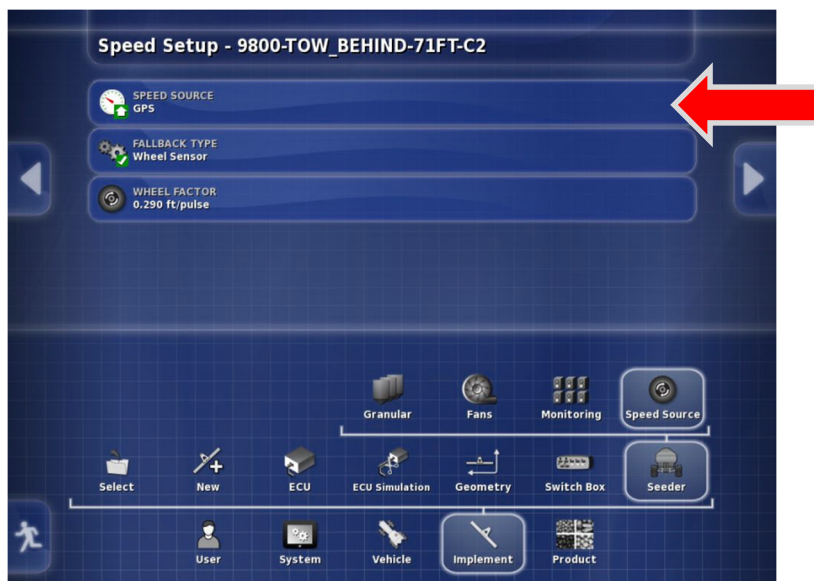 Speed Setup - 9800-TOW_BEHIND-71FT-C2
SPEED SOURCE
GPS
FALLBACK TYPE
Wheel Sensor
WHEEL FACTOR
0.290 ft/pulse
Granular Fans Monitoring Speed Source
Select New ECU ECU Simulation Geometry Switch Box Seeder
User System Vehicle Implement Product